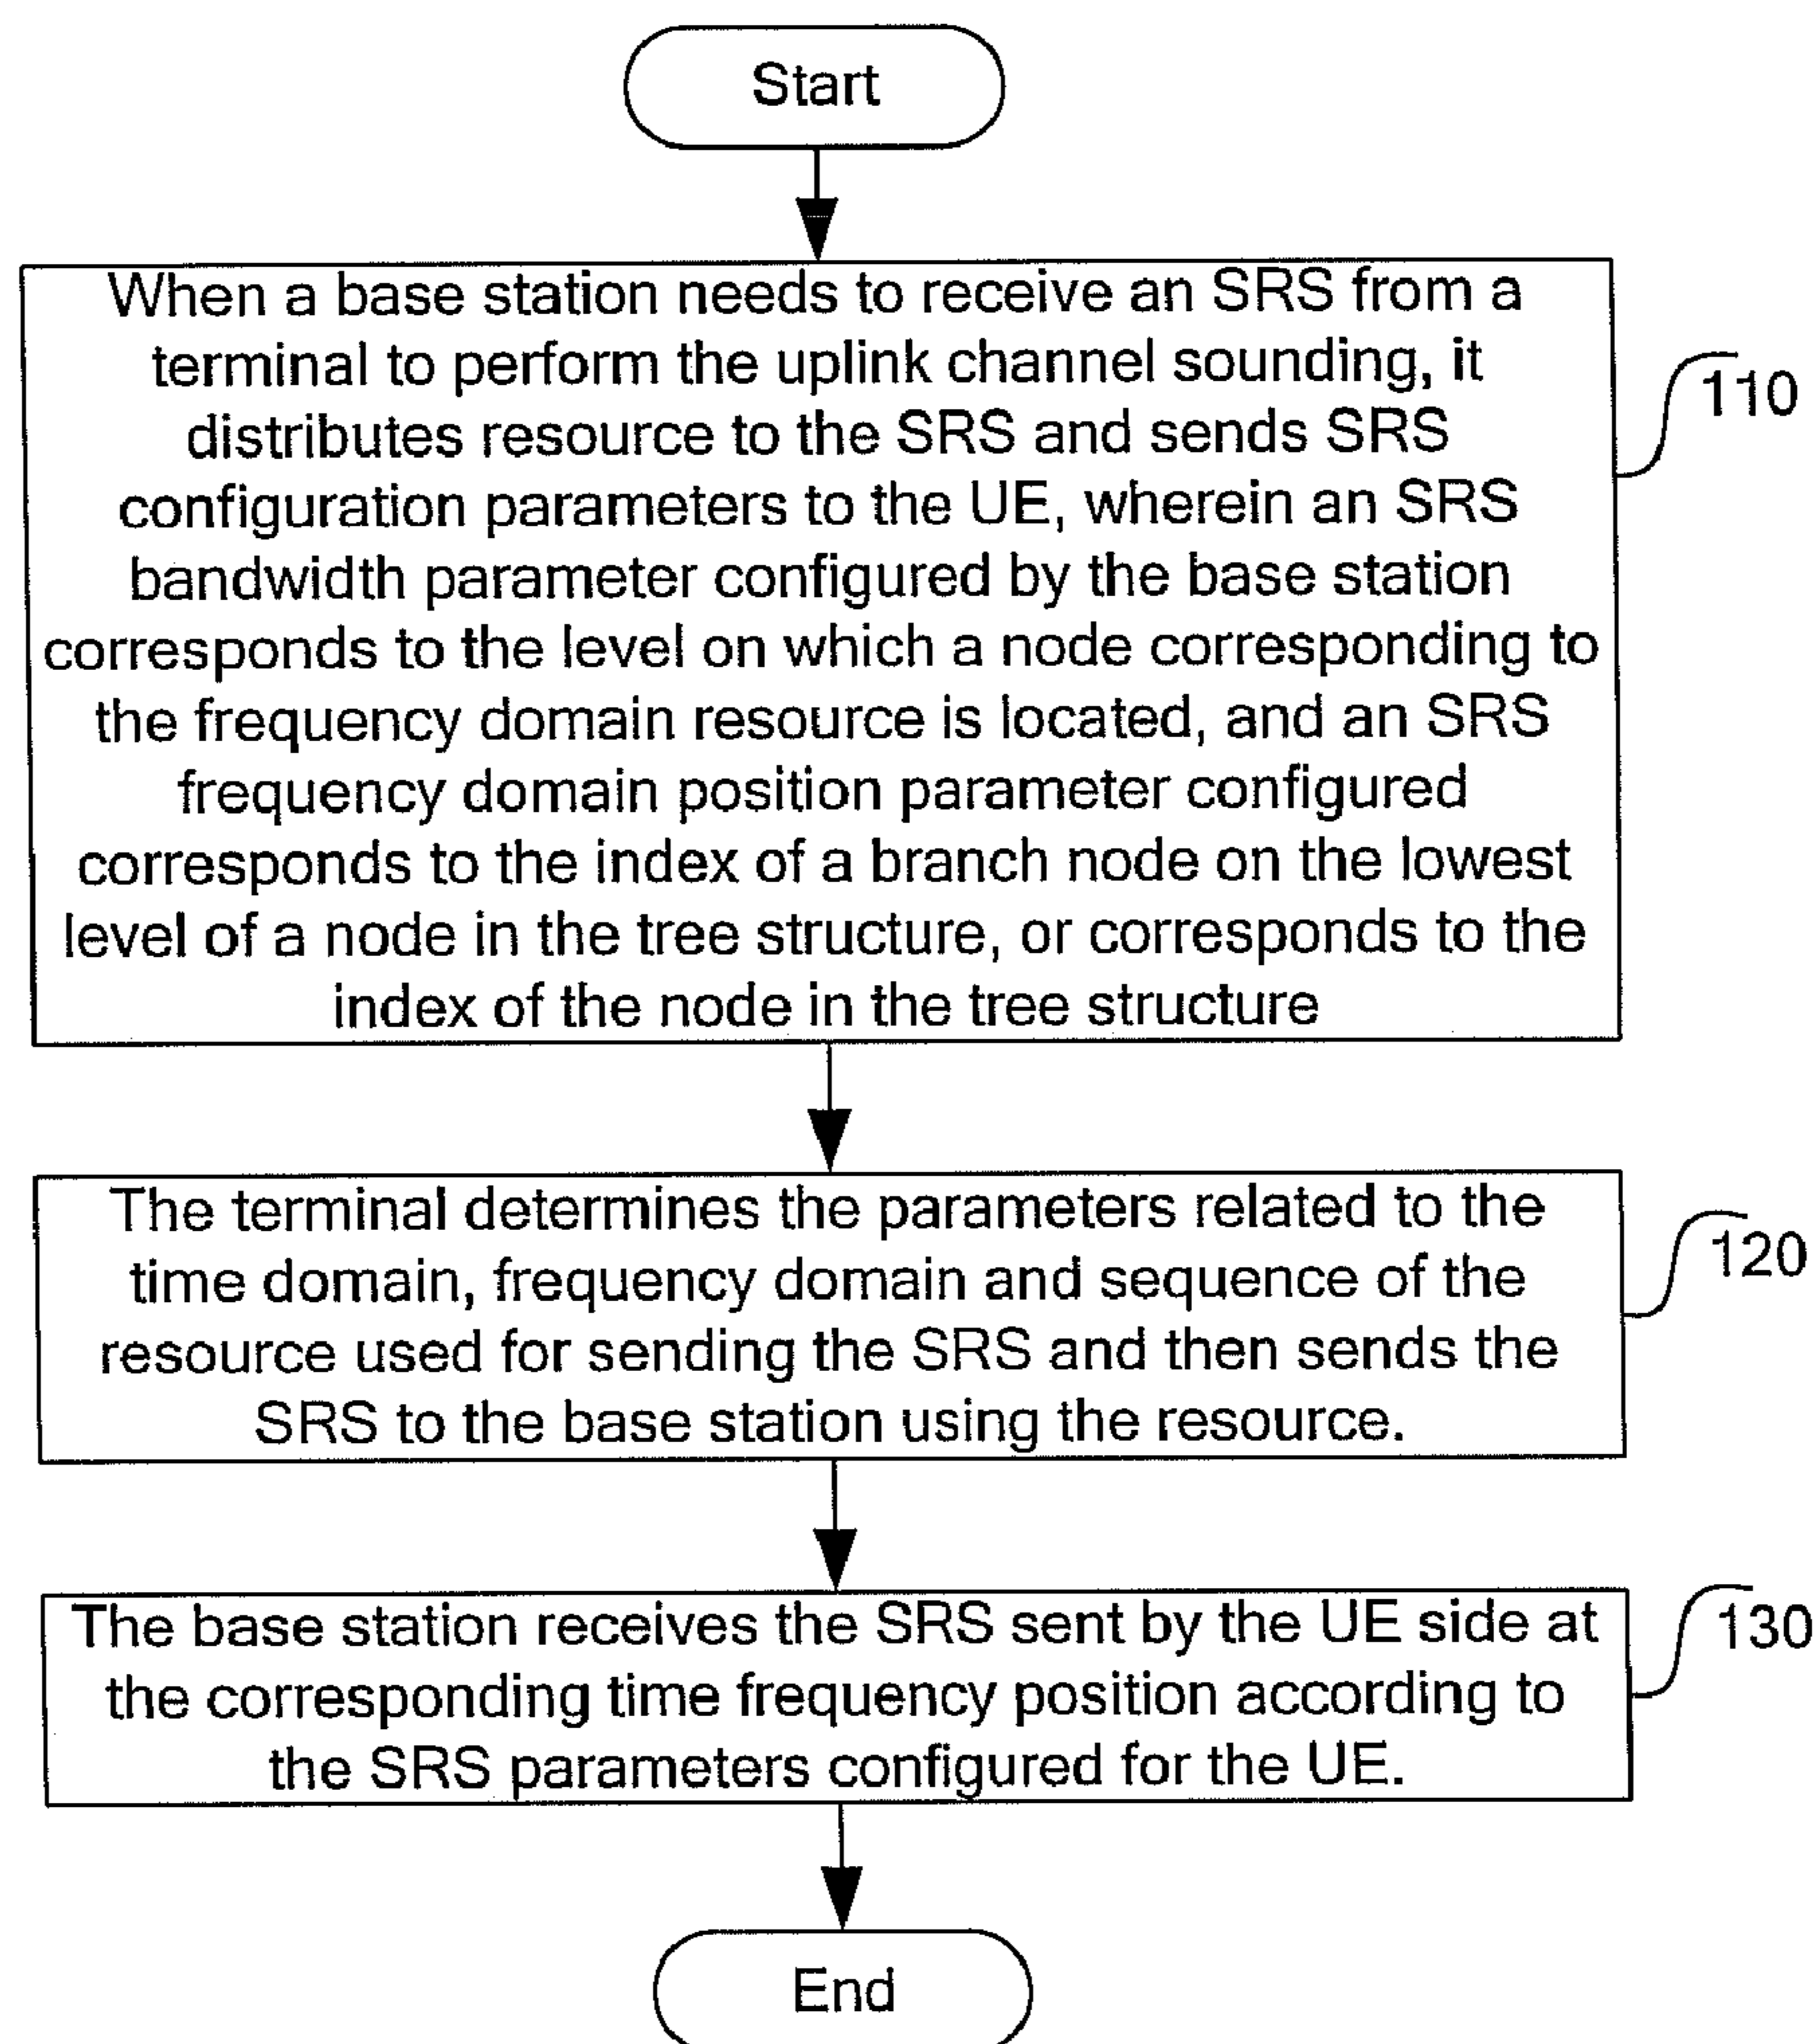 Start
When a base station needs to receive an SRS from a
terminal to perform the uplink channel sounding, it
distributes resource to the SRS and sends SRS
configuration parameters to the UE, wherein an SRS
bandwidth parameter configured by the base station
corresponds to the level on which a node corresponding to
the frequency domain resource is located, and an SRS
frequency domain position parameter configured
corresponds to the index of a branch node on the lowest
level of a node in the tree structure, or corresponds to the
index of the node in the tree structure
110
The terminal determines the parameters related to the
time domain, frequency domain and sequence of the
resource used for sending the SRS and then sends the
SRS to the base station using the resource.
120
The base station receives the SRS sent by the UE side at
the corresponding time frequency position according to
the SRS parameters configured for the UE.
130
End